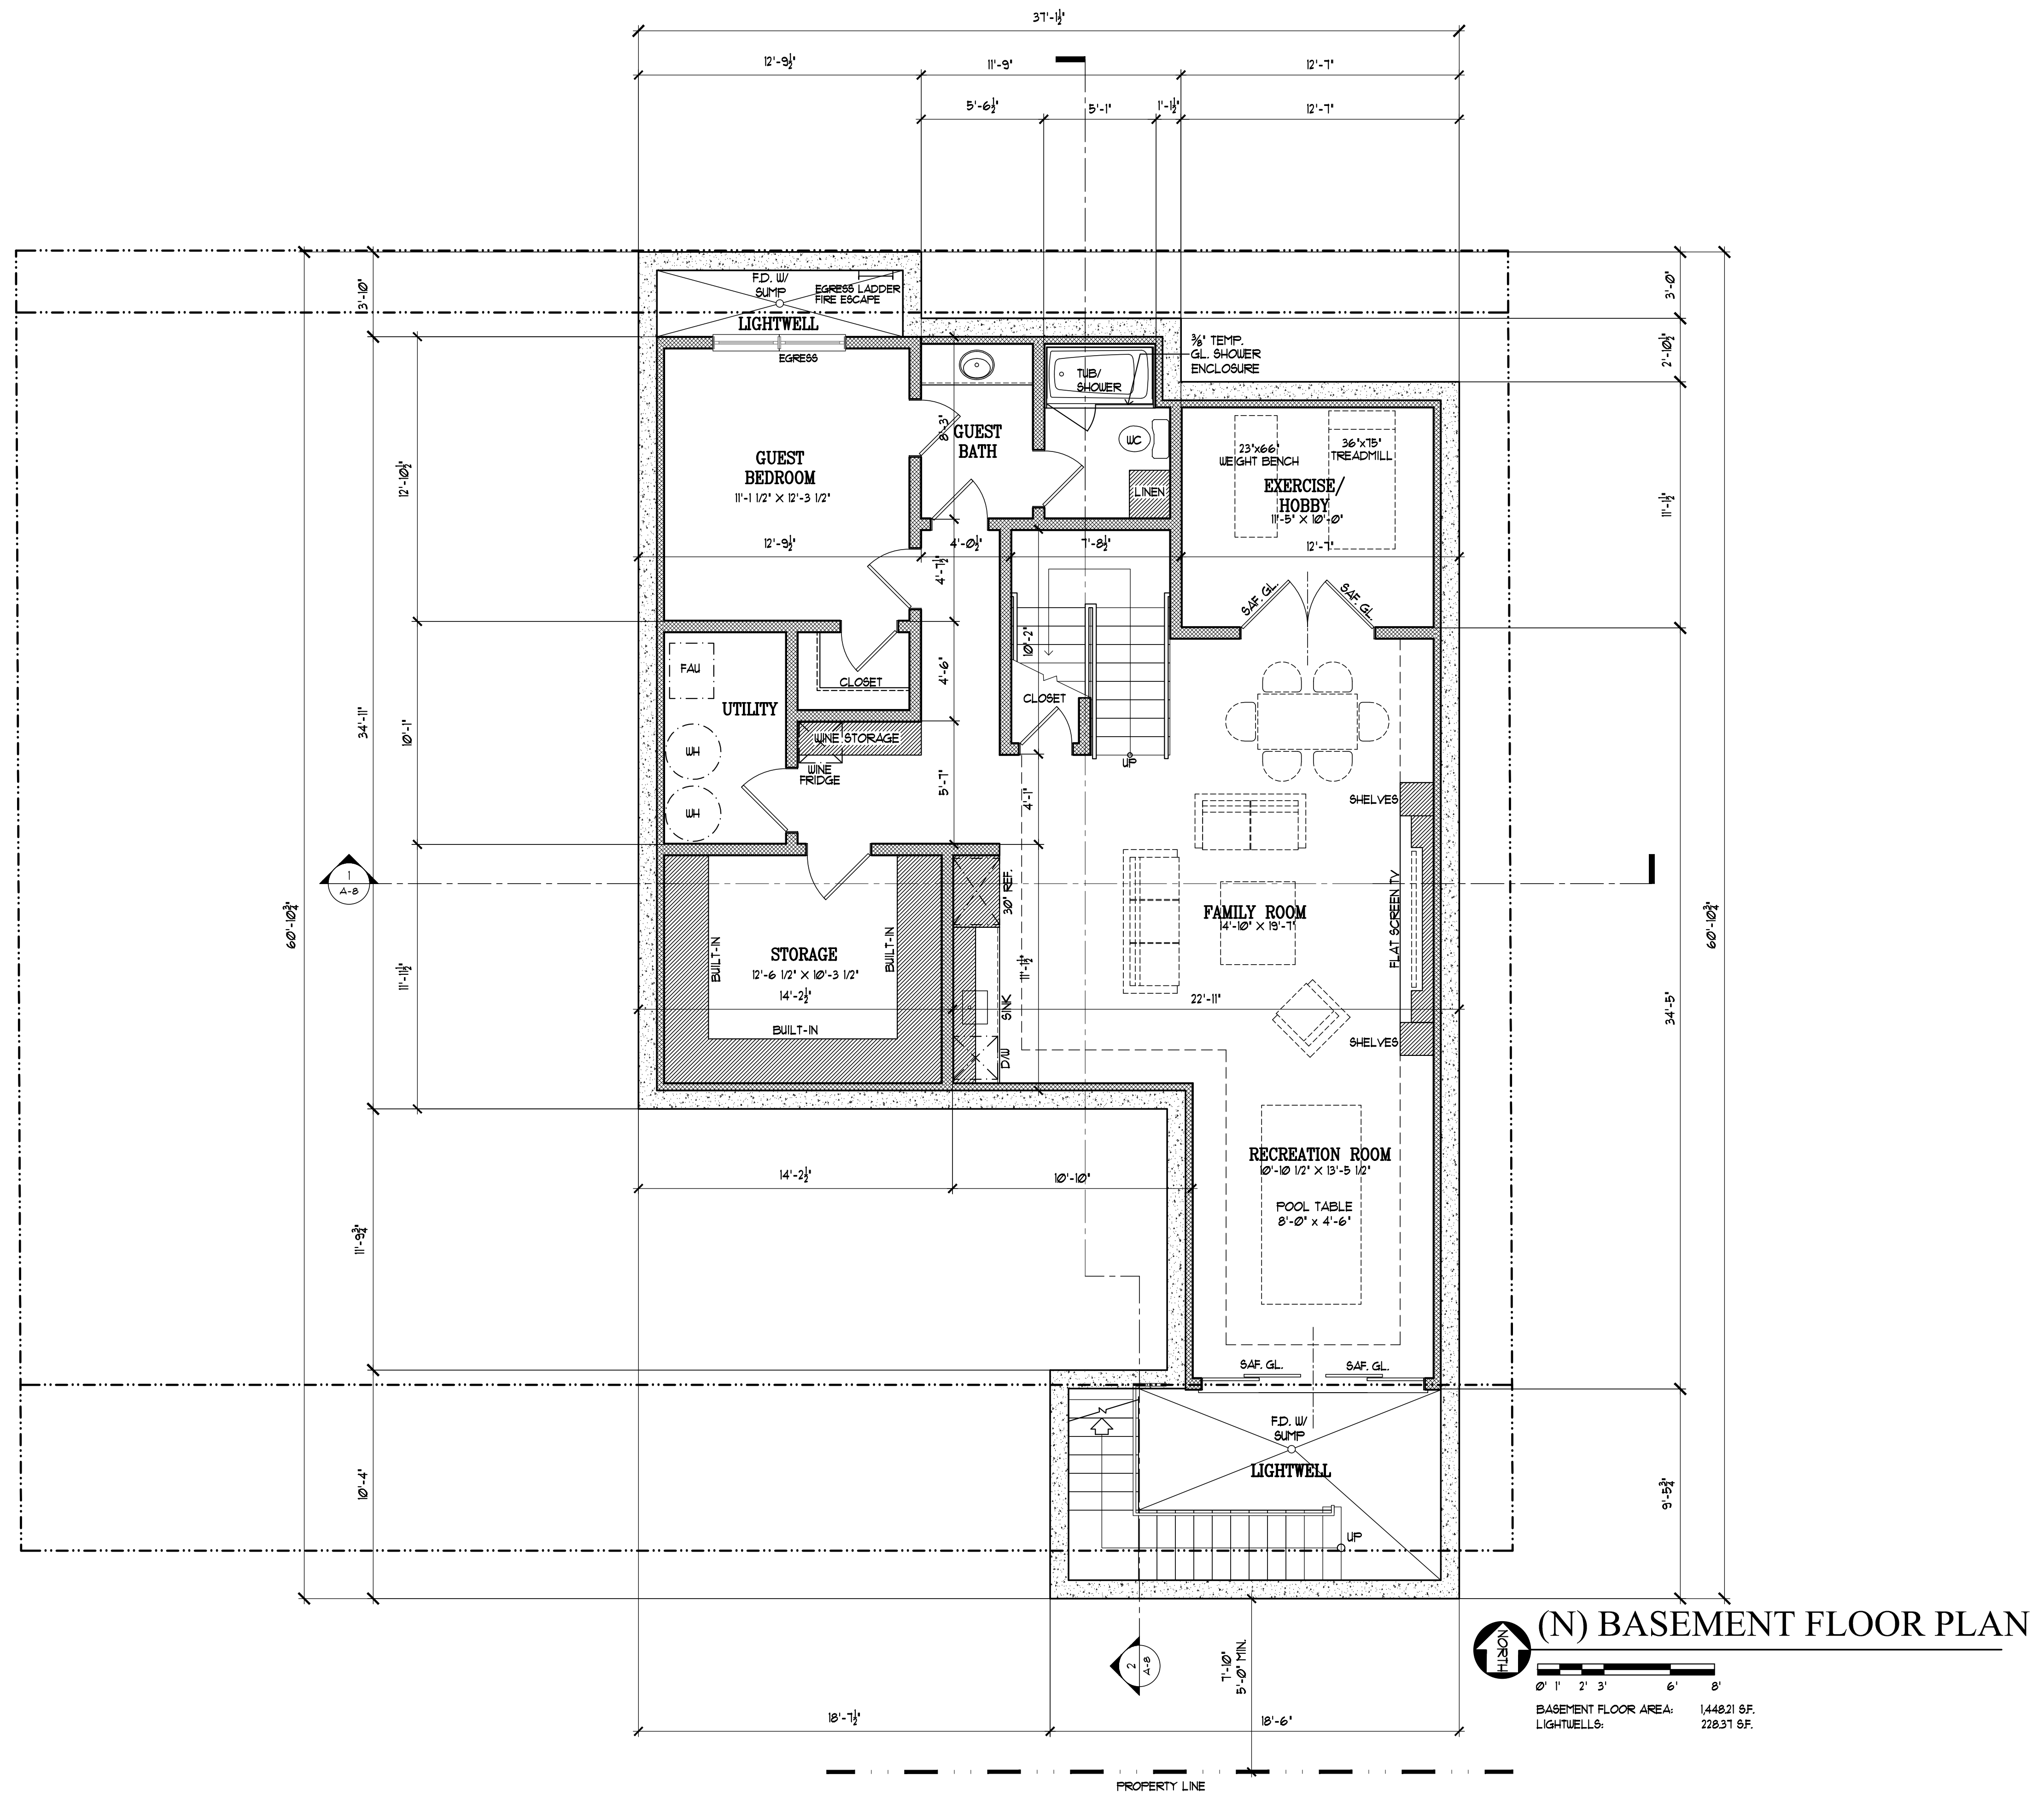 37'-1½"
12'-9½"
11'-9"
12'-7"
5'-6½"
5'-1"
1'-1½"
12'-7"
3'-10"
F.D. W/
SUMP
EGRESS LADDER
FIRE ESCAPE
LIGHTWELL
EGRESS
3'-0"
2'-10½"
⅜" TEMP.
GL. SHOWER
ENCLOSURE
TUB/
SHOWER
8'-3"
GUEST
BATH
WC
LINEN
23"x66"
WEIGHT BENCH
36"x75"
TREADMILL
EXERCISE/
HOBBY
11'-5" X 10'-0"
GUEST
BEDROOM
11'-1 1/2" X 12'-3 1/2"
12'-10½"
11'-1½"
12'-9½"
4'-0½"
7'-8½"
12'-7"
4'-7½"
SAF. GL.
SAF. GL.
10'-2"
FAU
CLOSET
4'-6"
CLOSET
UTILITY
34'-11"
10'-1"
WINE STORAGE
WINE
FRIDGE
WH
WH
UP
5'-7"
4'-1"
SHELVES
1
A-8
30" REF.
FAMILY ROOM
14'-10" X 19'-7"
FLAT SCREEN TV
60'-10¾"
60'-10¾"
STORAGE
12'-6 1/2" X 10'-3 1/2"
BUILT-IN
BUILT-IN
BUILT-IN
11'-11½"
11'-1½"
14'-2½"
22'-11"
SINK
D/W
SHELVES
34'-5"
RECREATION ROOM
10'-10 1/2" X 13'-5 1/2"
POOL TABLE
8'-0" x 4'-6"
14'-2½"
10'-10"
11'-9¾"
SAF. GL.
SAF. GL.
F.D. W/
SUMP
LIGHTWELL
UP
10'-4"
9'-5¾"
2
A-8
7'-10"
5'-0" MIN.
18'-7½"
18'-6"
PROPERTY LINE
NORTH
(N) BASEMENT FLOOR PLAN
0' 1' 2' 3' 6' 8'
BASEMENT FLOOR AREA: 1,448.21 S.F.
LIGHTWELLS: 228.37 S.F.